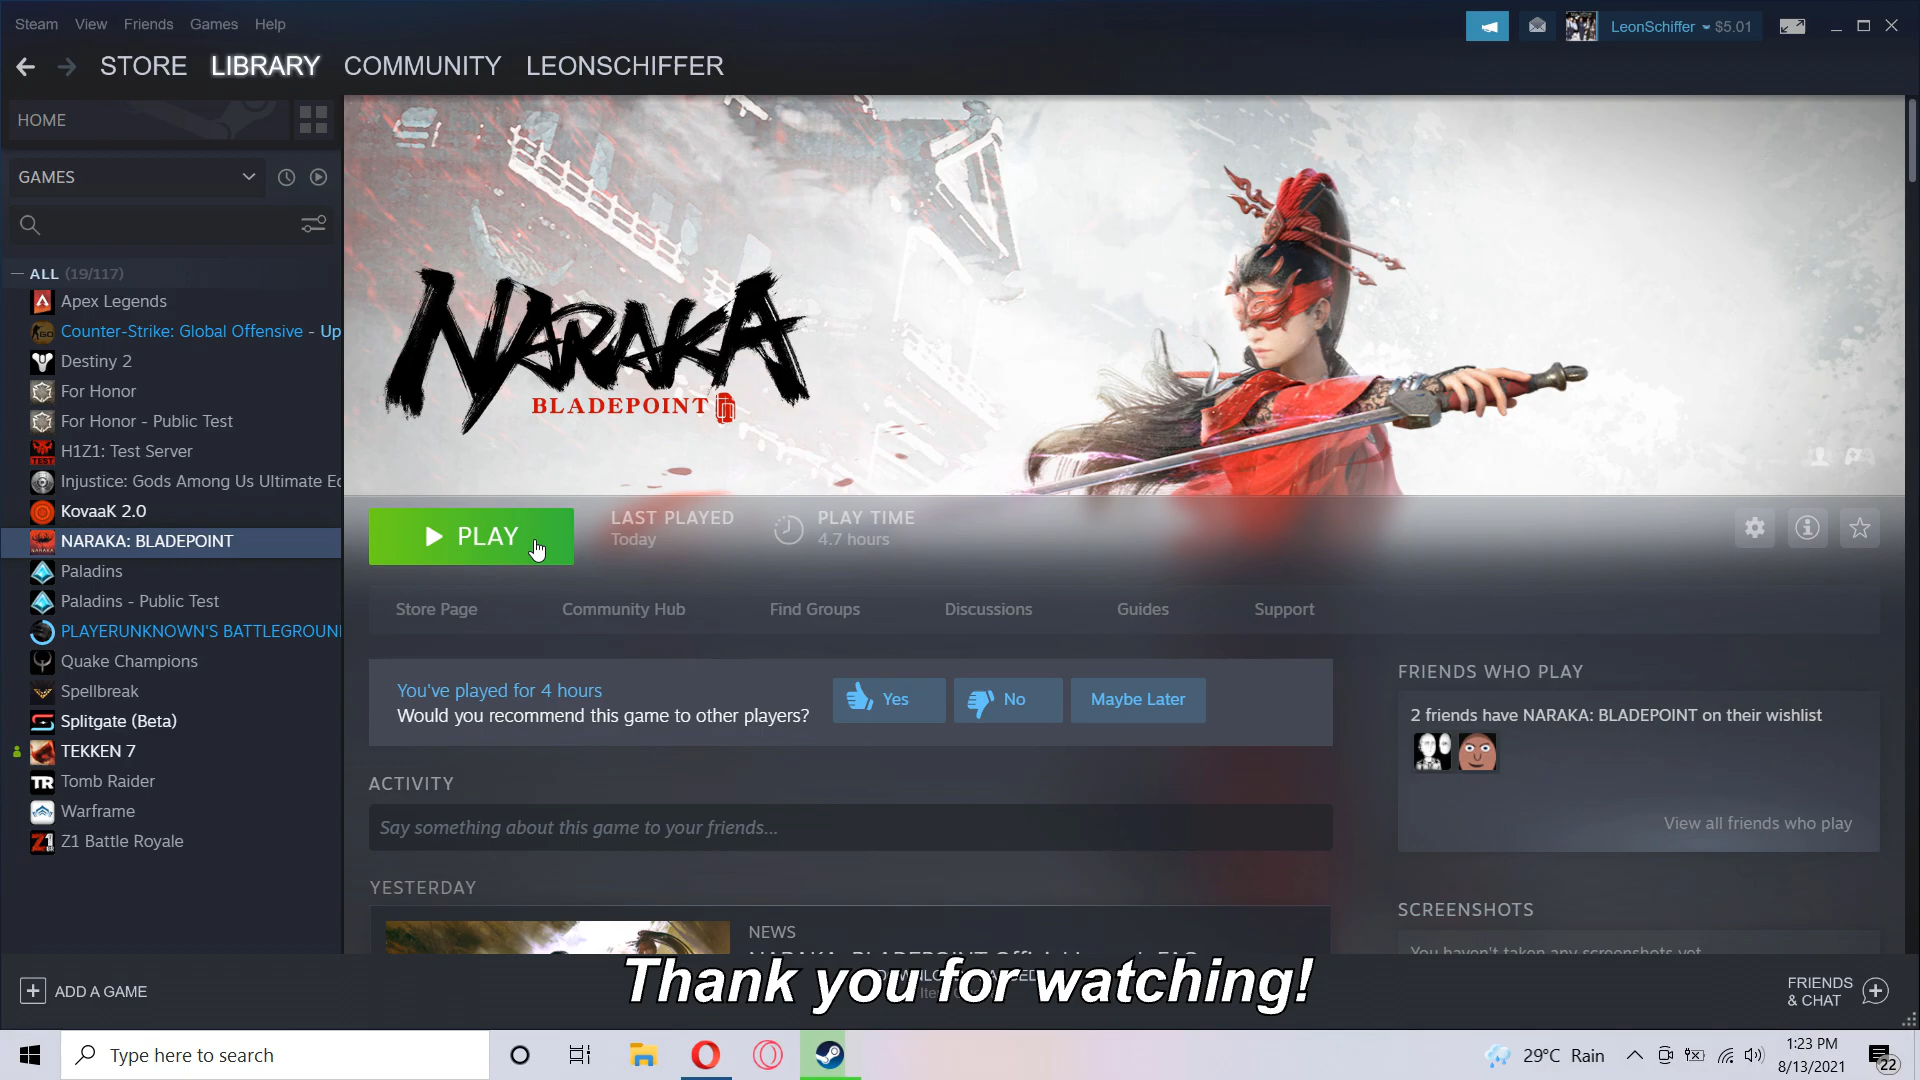 Steam View Friends Games Help
LeonSchiffer $5.01
STORE LIBRARY COMMUNITY LEONSCHIFFER
HOME
GAMES
ALL (19/117)
Apex Legends
Counter-Strike: Global Offensive - Up
Destiny 2
For Honor
For Honor - Public Test
H1Z1: Test Server
Injustice: Gods Among Us Ultimate Ed
KovaaK 2.0
NARAKA: BLADEPOINT
Paladins
Paladins - Public Test
PLAYERUNKNOWN'S BATTLEGROUN
Quake Champions
Spellbreak
Splitgate (Beta)
TEKKEN 7
Tomb Raider
Warframe
Z1 Battle Royale
NARAKA
BLADEPOINT
PLAY
LAST PLAYED
Today
PLAY TIME
4.7 hours
Store Page Community Hub Find Groups Discussions Guides Support
You've played for 4 hours
Would you recommend this game to other players?
Yes No Maybe Later
FRIENDS WHO PLAY
2 friends have NARAKA: BLADEPOINT on their wishlist
View all friends who play
ACTIVITY
Say something about this game to your friends...
YESTERDAY
NEWS
SCREENSHOTS
You haven't taken any screenshots yet
Thank you for watching!
ADD A GAME
FRIENDS
& CHAT
Type here to search
29°C Rain
1:23 PM
8/13/2021
22